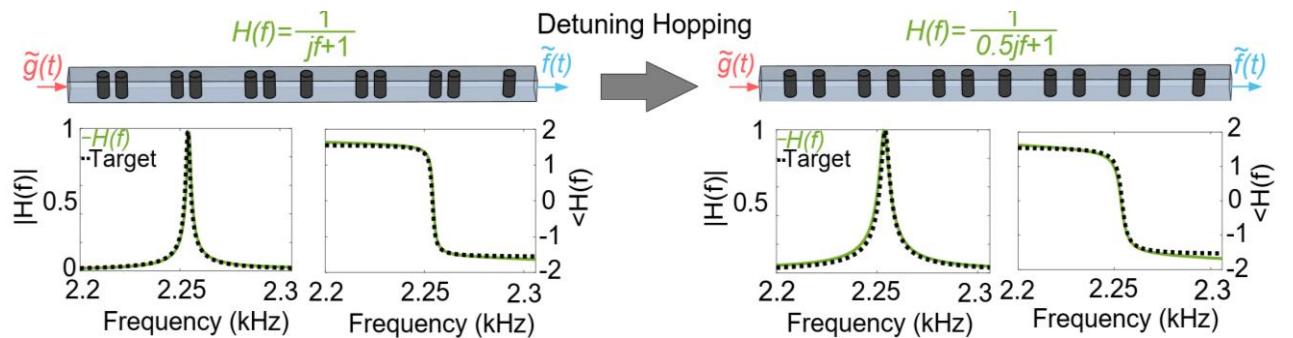 Detuning Hopping
H(f)=1/(jf+1)
g̃(t)
f̃(t)
|H(f)|
1
0.5
0
H(f)
Target
2.2
2.25
2.3
Frequency (kHz)
2
1
0
-1
-2
<H(f)
2.2
2.25
2.3
Frequency (kHz)
H(f)=1/(0.5jf+1)
g̃(t)
f̃(t)
|H(f)|
1
0.5
H(f)
Target
2.2
2.25
2.3
Frequency (kHz)
2
1
0
-1
-2
<H(f)
2.2
2.25
2.3
Frequency (kHz)